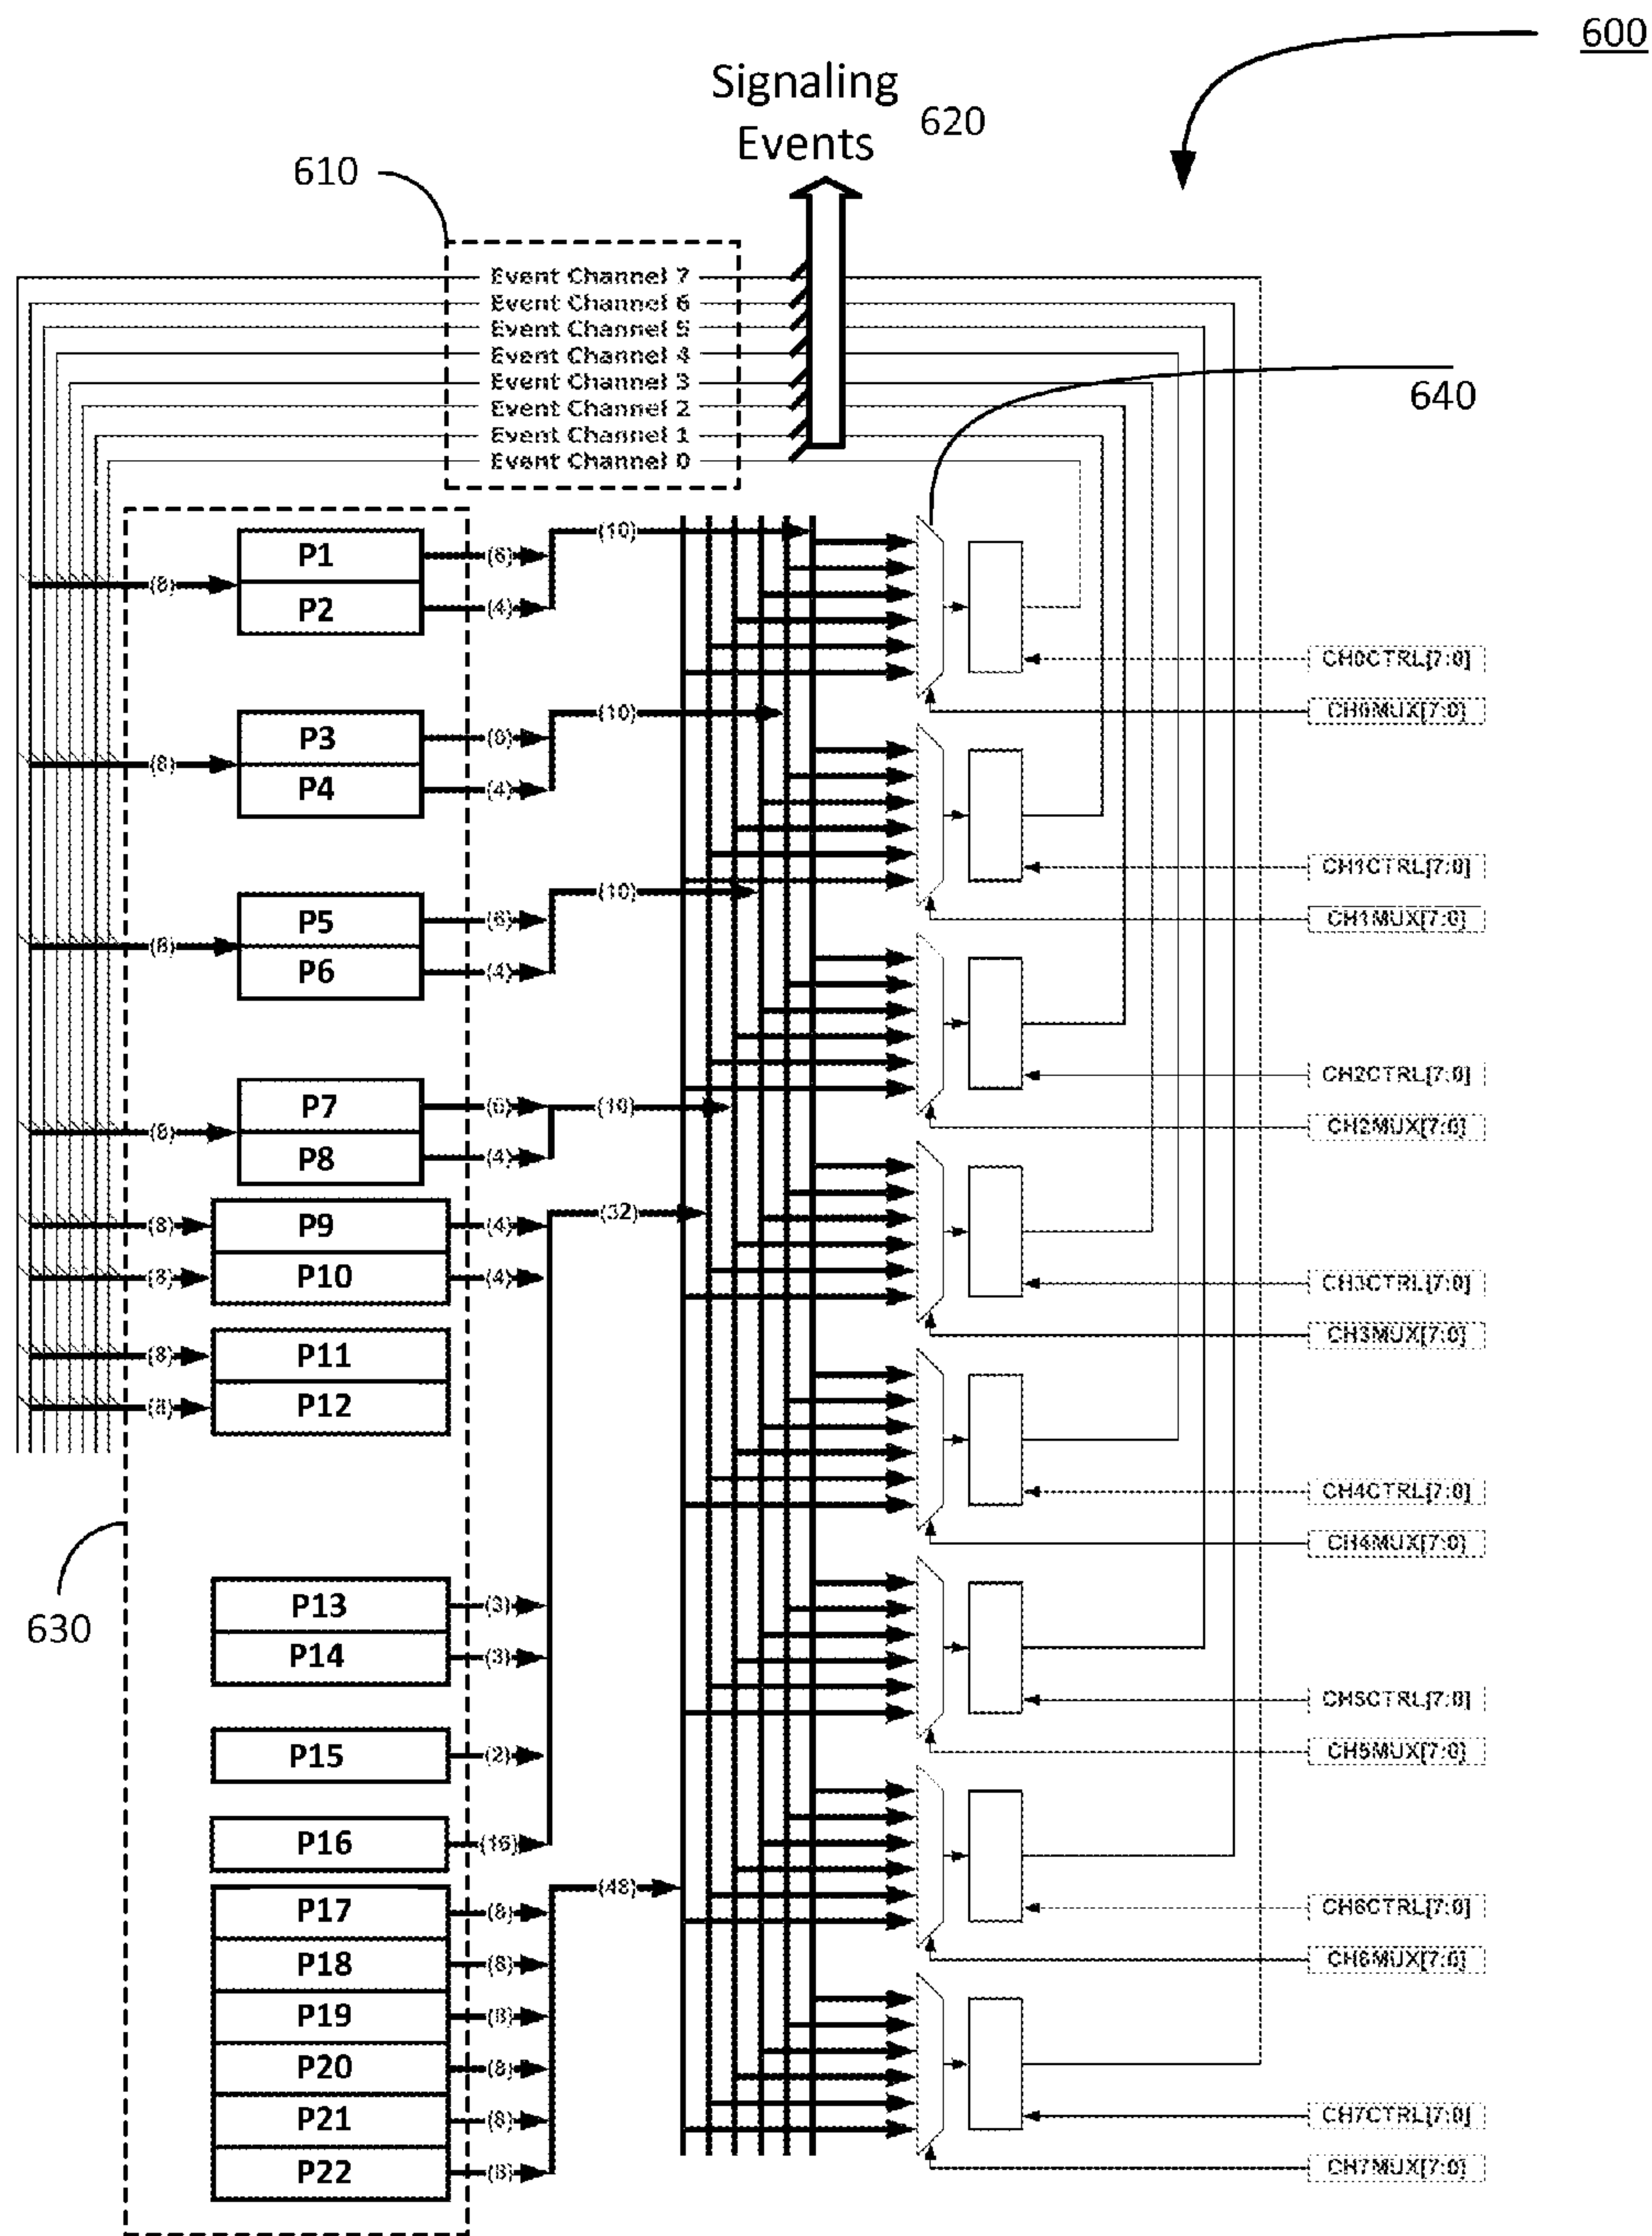 600
Signaling
Events
620
610
Event Channel 7
Event Channel 6
Event Channel 5
Event Channel 4
Event Channel 3
Event Channel 2
Event Channel 1
Event Channel 0
640
P1
(6)
(10)
(8)
P2
(4)
CH0CTRL[7:0]
CH0MUX[7:0]
P3
(6)
(10)
(8)
P4
(4)
CH1CTRL[7:0]
CH1MUX[7:0]
P5
(6)
(10)
(8)
P6
(4)
CH2CTRL[7:0]
CH2MUX[7:0]
P7
(6)
(10)
(8)
P8
(4)
(8)
P9
(4)
(32)
(8)
P10
(4)
CH3CTRL[7:0]
CH3MUX[7:0]
(8)
P11
(8)
P12
CH4CTRL[7:0]
CH4MUX[7:0]
630
P13
(3)
P14
(3)
CH5CTRL[7:0]
CH5MUX[7:0]
P15
(2)
P16
(16)
(48)
P17
(8)
CH6CTRL[7:0]
CH6MUX[7:0]
P18
(8)
P19
(8)
P20
(8)
P21
(8)
CH7CTRL[7:0]
CH7MUX[7:0]
P22
(8)